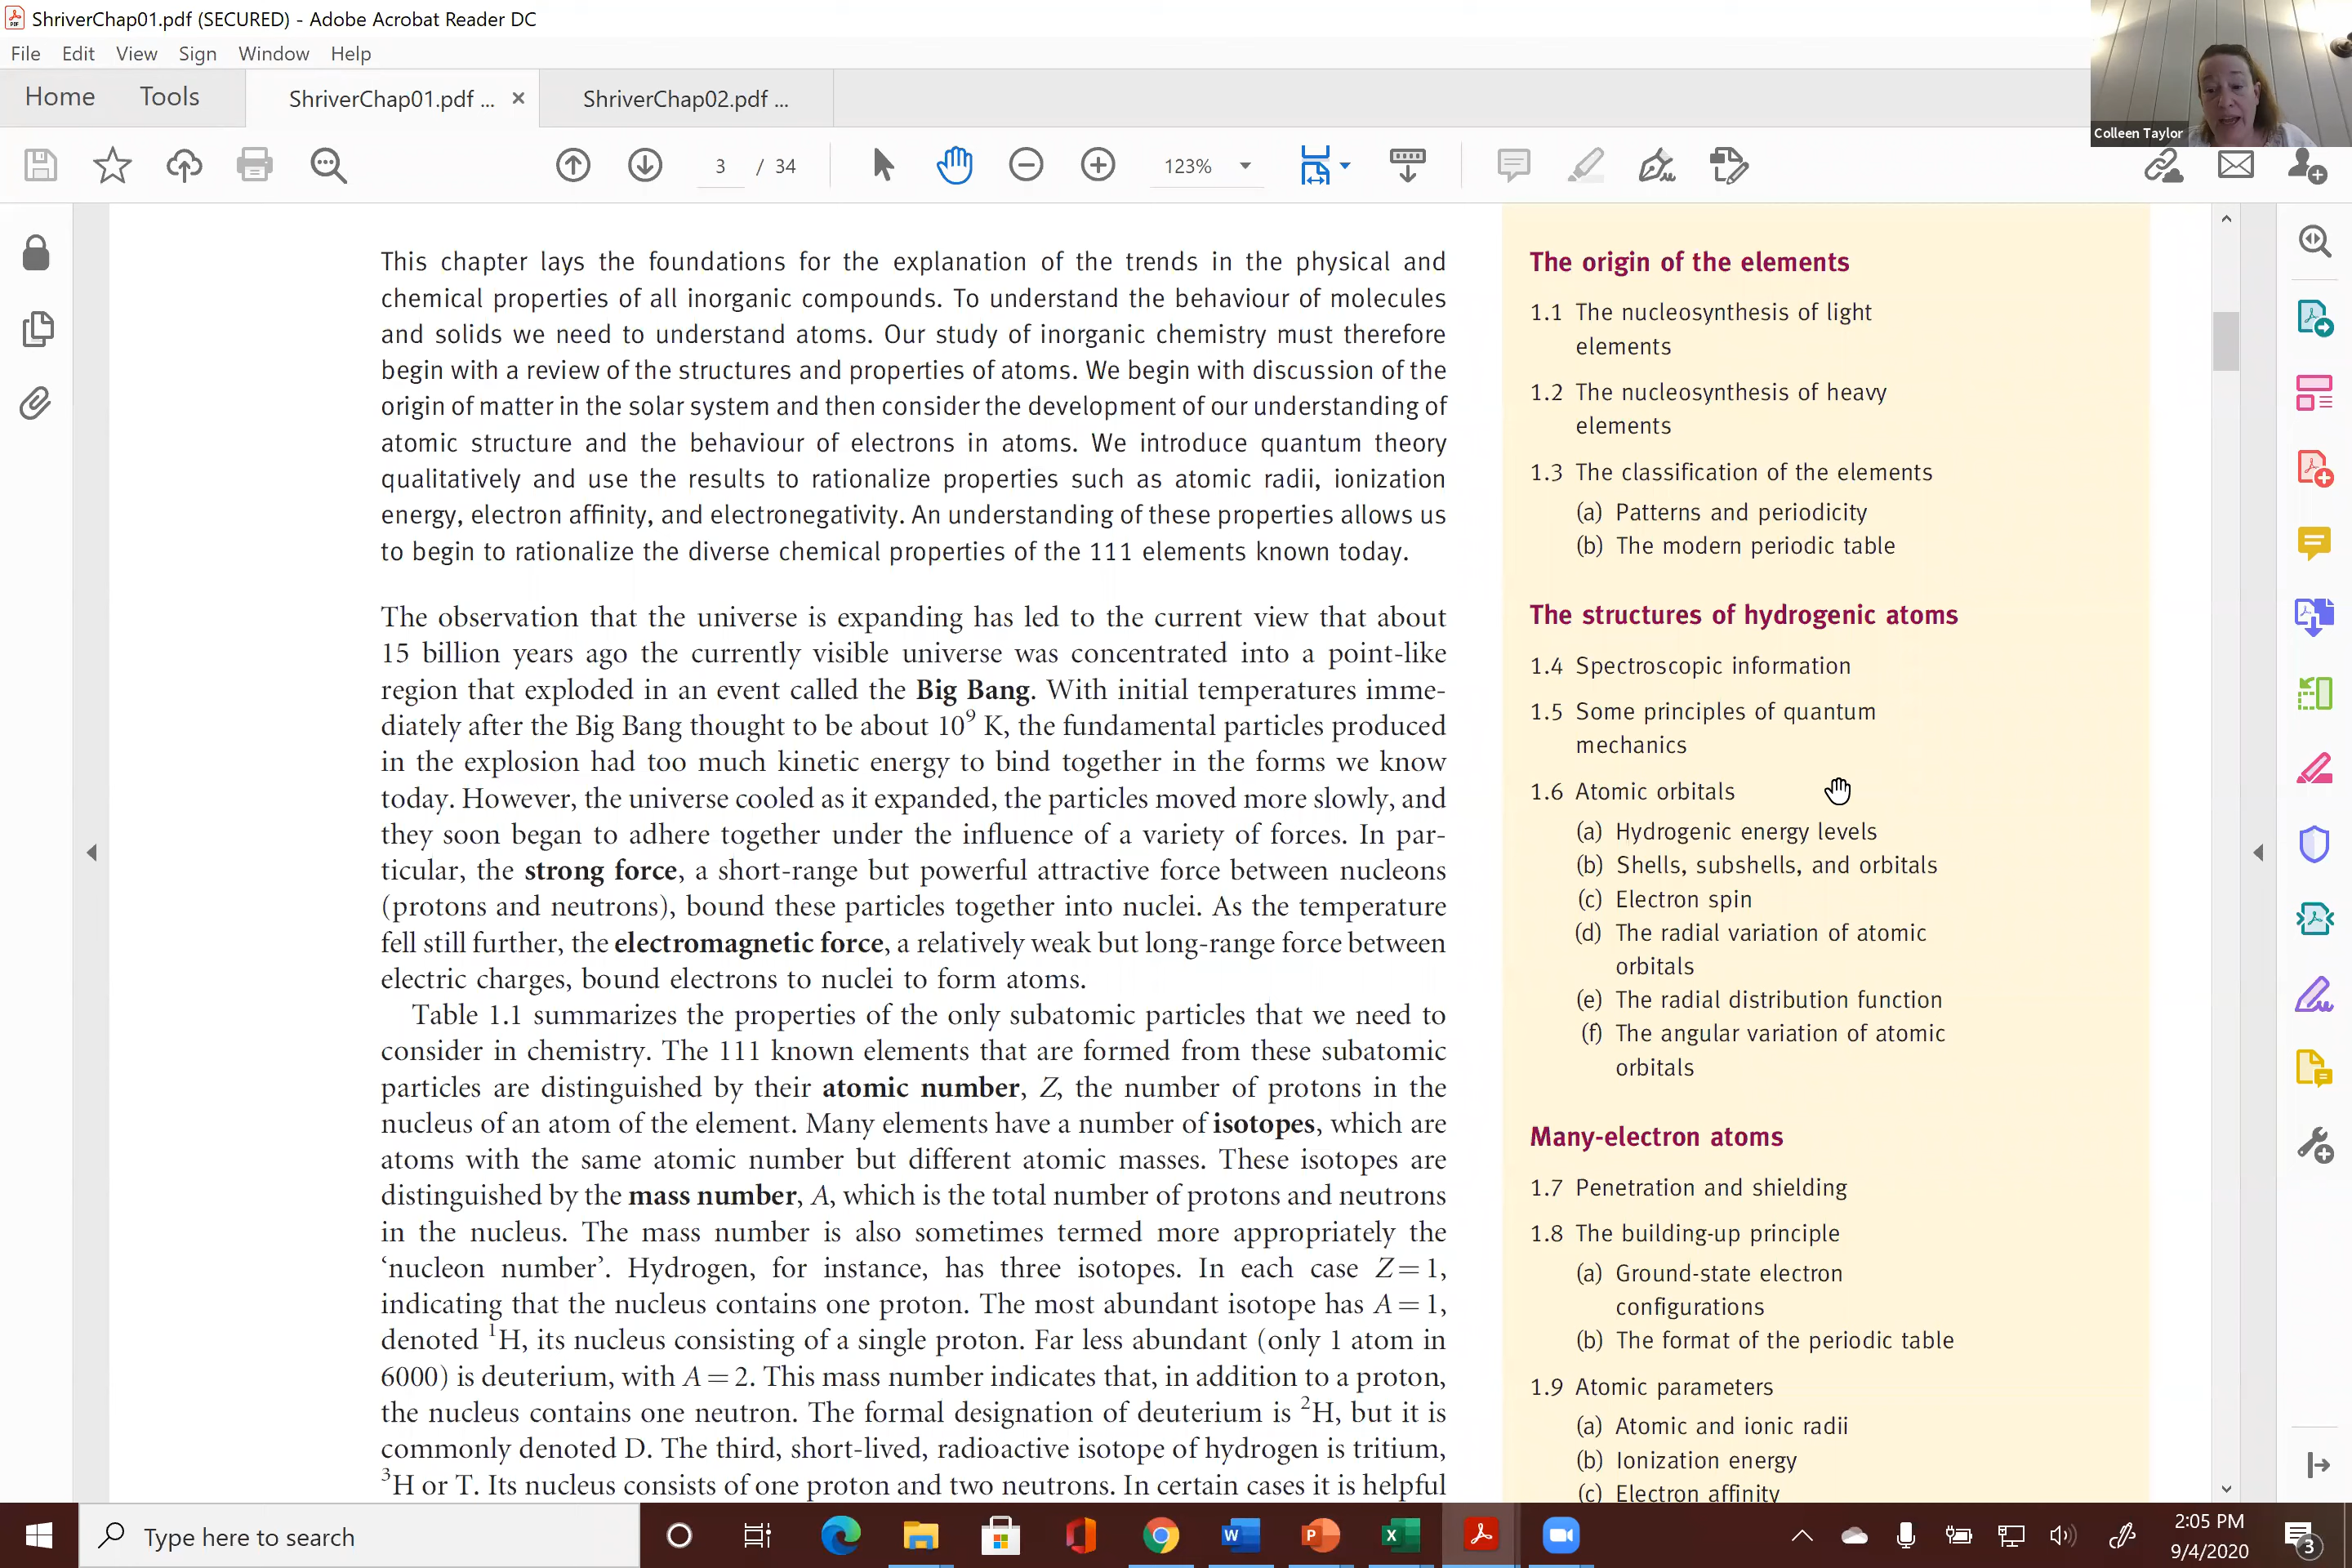 ShriverChap01.pdf (SECURED) - Adobe Acrobat Reader DC
File Edit View Sign Window Help
Home Tools ShriverChap01.pdf ... × ShriverChap02.pdf ...
Colleen Taylor
3 / 34 123%
This chapter lays the foundations for the explanation of the trends in the physical and
chemical properties of all inorganic compounds. To understand the behaviour of molecules
and solids we need to understand atoms. Our study of inorganic chemistry must therefore
begin with a review of the structures and properties of atoms. We begin with discussion of the
origin of matter in the solar system and then consider the development of our understanding of
atomic structure and the behaviour of electrons in atoms. We introduce quantum theory
qualitatively and use the results to rationalize properties such as atomic radii, ionization
energy, electron affinity, and electronegativity. An understanding of these properties allows us
to begin to rationalize the diverse chemical properties of the 111 elements known today.
The observation that the universe is expanding has led to the current view that about
15 billion years ago the currently visible universe was concentrated into a point-like
region that exploded in an event called the Big Bang. With initial temperatures imme-
diately after the Big Bang thought to be about 10⁹ K, the fundamental particles produced
in the explosion had too much kinetic energy to bind together in the forms we know
today. However, the universe cooled as it expanded, the particles moved more slowly, and
they soon began to adhere together under the influence of a variety of forces. In par-
ticular, the strong force, a short-range but powerful attractive force between nucleons
(protons and neutrons), bound these particles together into nuclei. As the temperature
fell still further, the electromagnetic force, a relatively weak but long-range force between
electric charges, bound electrons to nuclei to form atoms.
Table 1.1 summarizes the properties of the only subatomic particles that we need to
consider in chemistry. The 111 known elements that are formed from these subatomic
particles are distinguished by their atomic number, Z, the number of protons in the
nucleus of an atom of the element. Many elements have a number of isotopes, which are
atoms with the same atomic number but different atomic masses. These isotopes are
distinguished by the mass number, A, which is the total number of protons and neutrons
in the nucleus. The mass number is also sometimes termed more appropriately the
‘nucleon number’. Hydrogen, for instance, has three isotopes. In each case Z=1,
indicating that the nucleus contains one proton. The most abundant isotope has A=1,
denoted ¹H, its nucleus consisting of a single proton. Far less abundant (only 1 atom in
6000) is deuterium, with A=2. This mass number indicates that, in addition to a proton,
the nucleus contains one neutron. The formal designation of deuterium is ²H, but it is
commonly denoted D. The third, short-lived, radioactive isotope of hydrogen is tritium,
³H or T. Its nucleus consists of one proton and two neutrons. In certain cases it is helpful
The origin of the elements
1.1 The nucleosynthesis of light
elements
1.2 The nucleosynthesis of heavy
elements
1.3 The classification of the elements
(a) Patterns and periodicity
(b) The modern periodic table
The structures of hydrogenic atoms
1.4 Spectroscopic information
1.5 Some principles of quantum
mechanics
1.6 Atomic orbitals
(a) Hydrogenic energy levels
(b) Shells, subshells, and orbitals
(c) Electron spin
(d) The radial variation of atomic
orbitals
(e) The radial distribution function
(f) The angular variation of atomic
orbitals
Many-electron atoms
1.7 Penetration and shielding
1.8 The building-up principle
(a) Ground-state electron
configurations
(b) The format of the periodic table
1.9 Atomic parameters
(a) Atomic and ionic radii
(b) Ionization energy
(c) Electron affinity
Type here to search
2:05 PM
9/4/2020
3